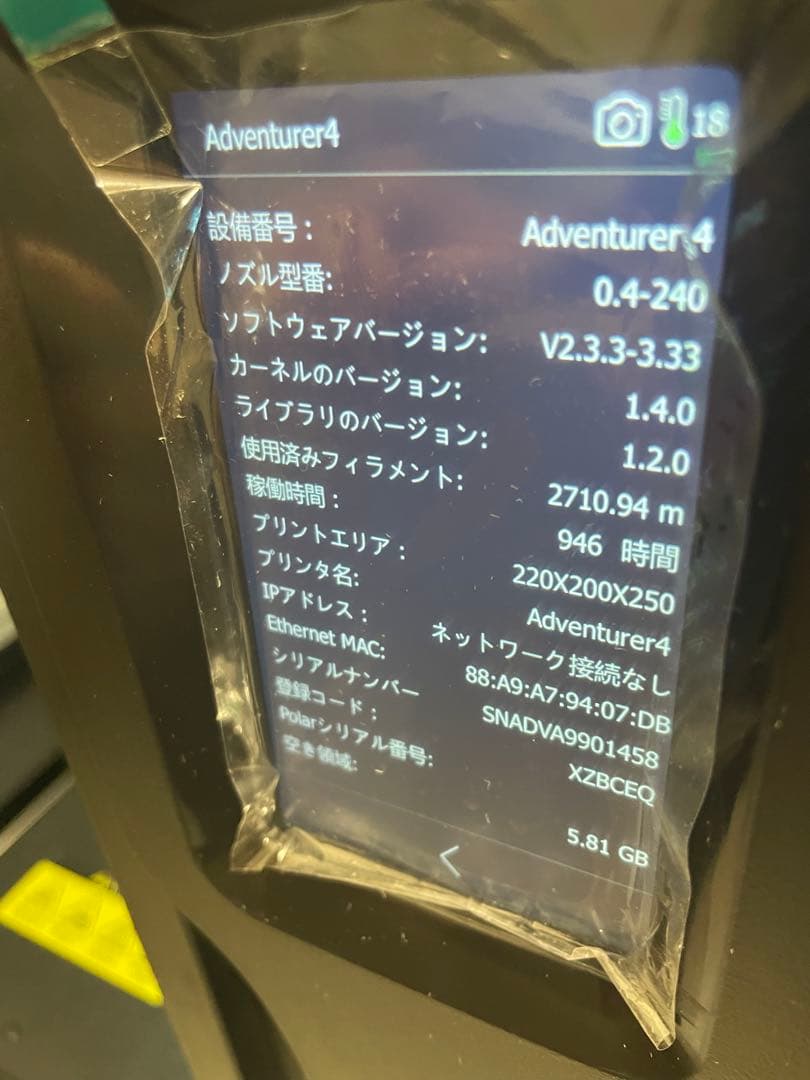 Adventurer4 18
設備番号： Adventurer 4
ノズル型番: 0.4-240
ソフトウェアバージョン: V2.3.3-3.33
カーネルのバージョン: 1.4.0
ライブラリのバージョン: 1.2.0
使用済みフィラメント: 2710.94 m
稼働時間： 946 時間
プリントエリア： 220X200X250
プリンタ名: Adventurer4
IPアドレス： ネットワーク接続なし
Ethernet MAC: 88:A9:A7:94:07:DB
シリアルナンバー SNADVA9901458
登録コード： XZBCEQ
Polarシリアル番号:
空き領域: 5.81 GB